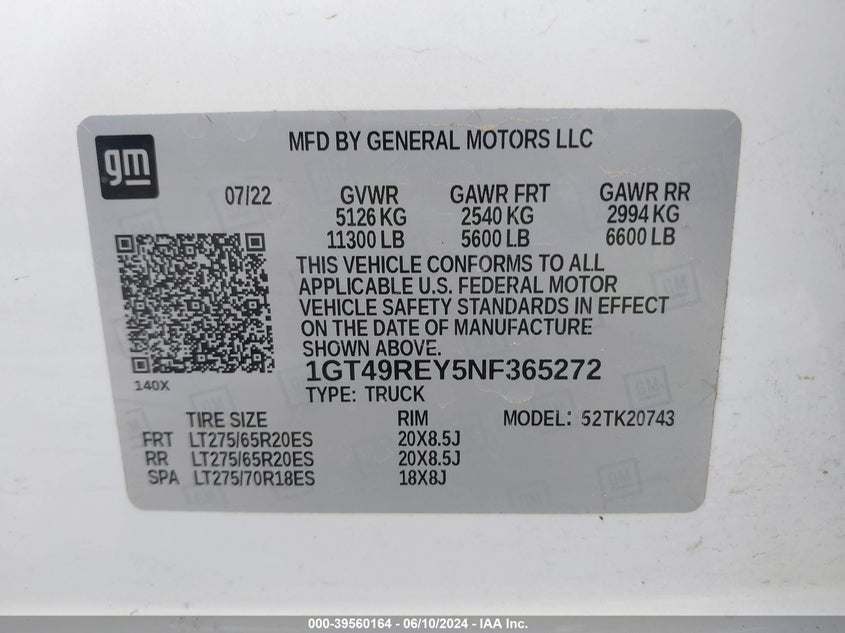 gm
MFD BY GENERAL MOTORS LLC
07/22 GVWR GAWR FRT GAWR RR
5126 KG 2540 KG 2994 KG
11300 LB 5600 LB 6600 LB
THIS VEHICLE CONFORMS TO ALL
APPLICABLE U.S. FEDERAL MOTOR
VEHICLE SAFETY STANDARDS IN EFFECT
ON THE DATE OF MANUFACTURE
SHOWN ABOVE.
140X
1GT49REY5NF365272
TYPE: TRUCK
TIRE SIZE RIM MODEL: 52TK20743
FRT LT275/65R20ES 20X8.5J
RR LT275/65R20ES 20X8.5J
SPA LT275/70R18ES 18X8J
000-39560164 - 06/10/2024 - IAA Inc.